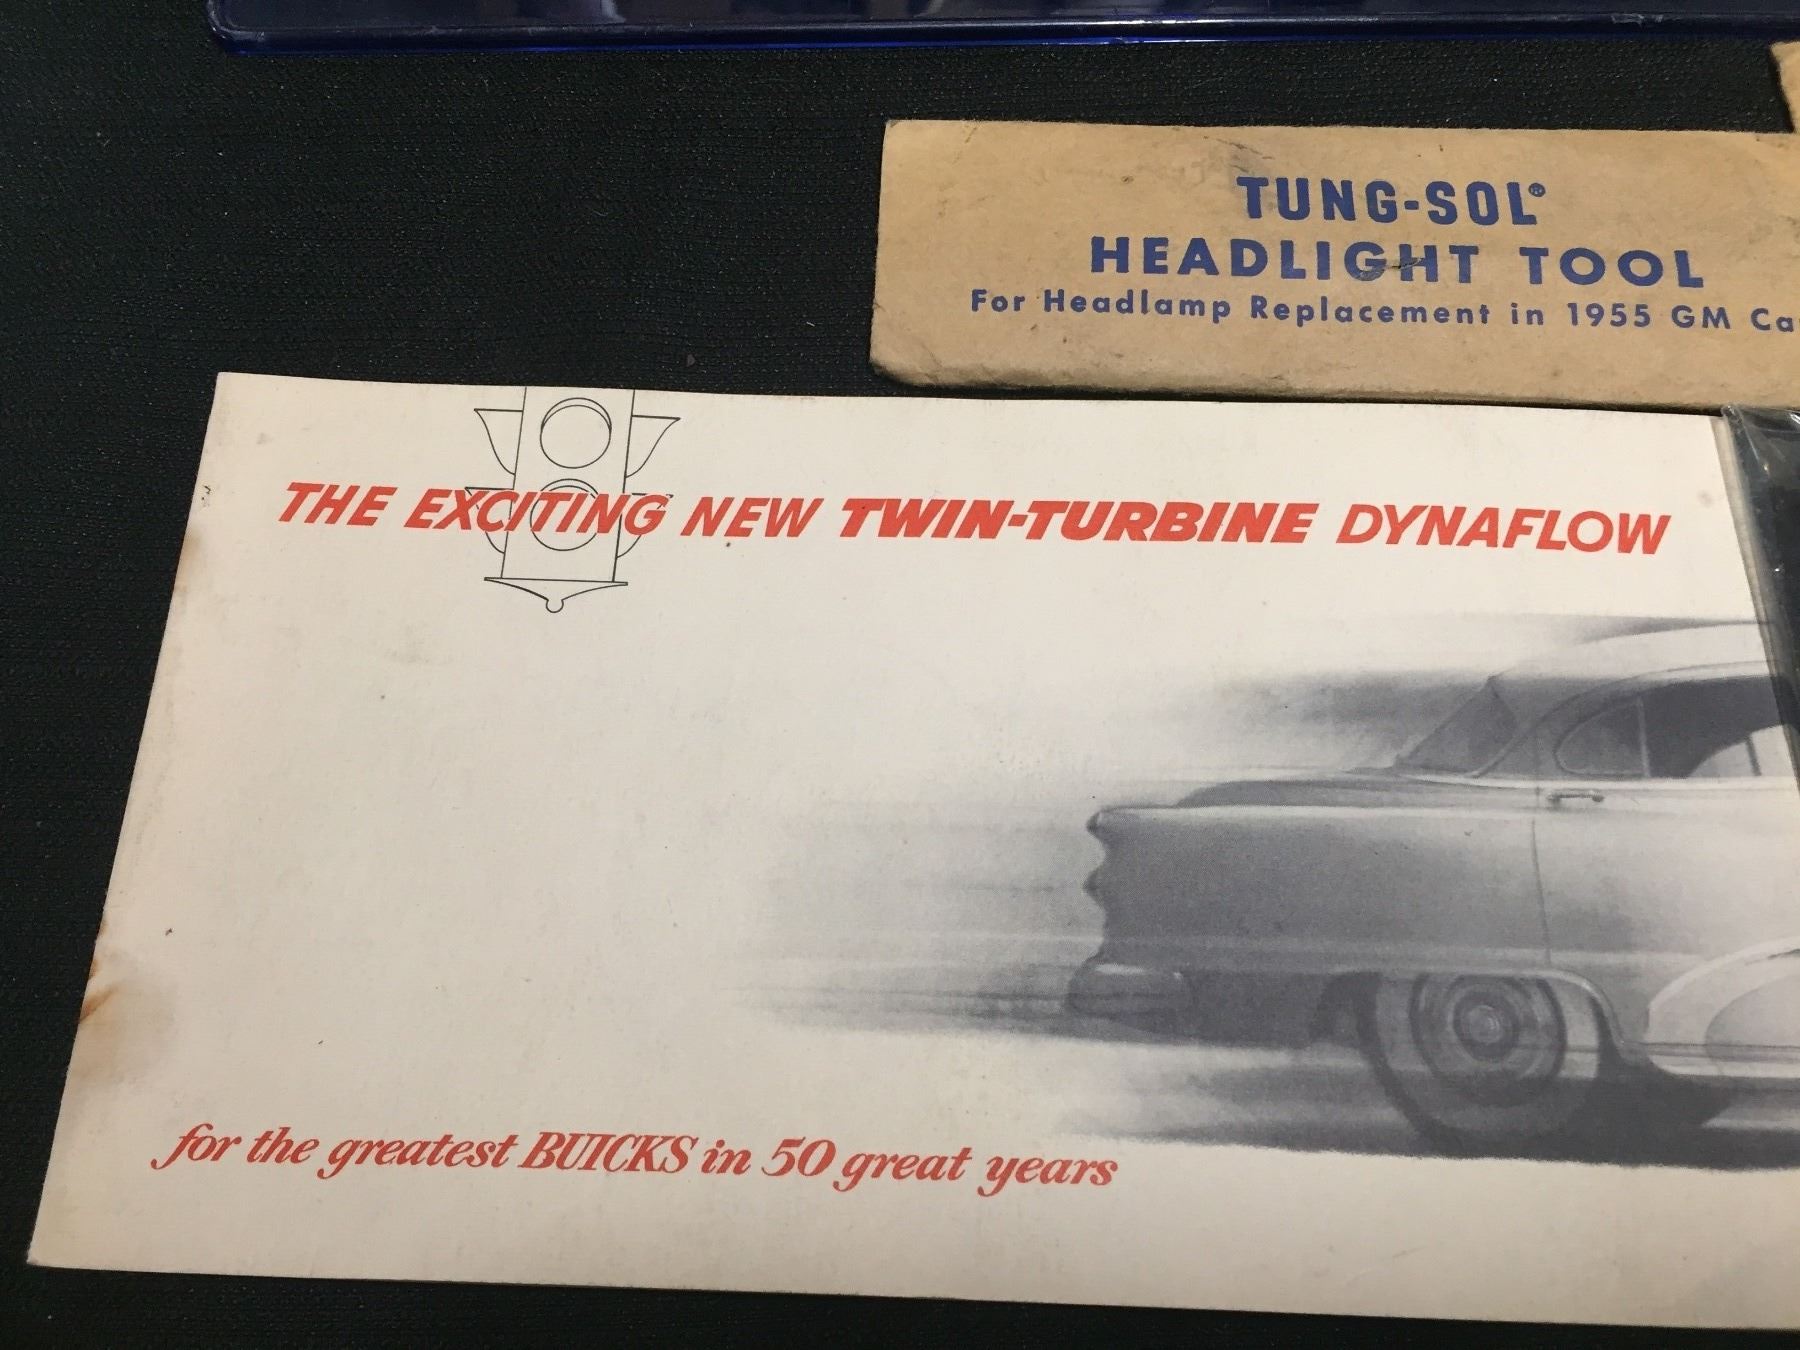 TUNG-SOL®
HEADLIGHT TOOL
For Headlamp Replacement in 1955 GM Ca
THE EXCITING NEW TWIN-TURBINE DYNAFLOW
for the greatest BUICKS in 50 great years